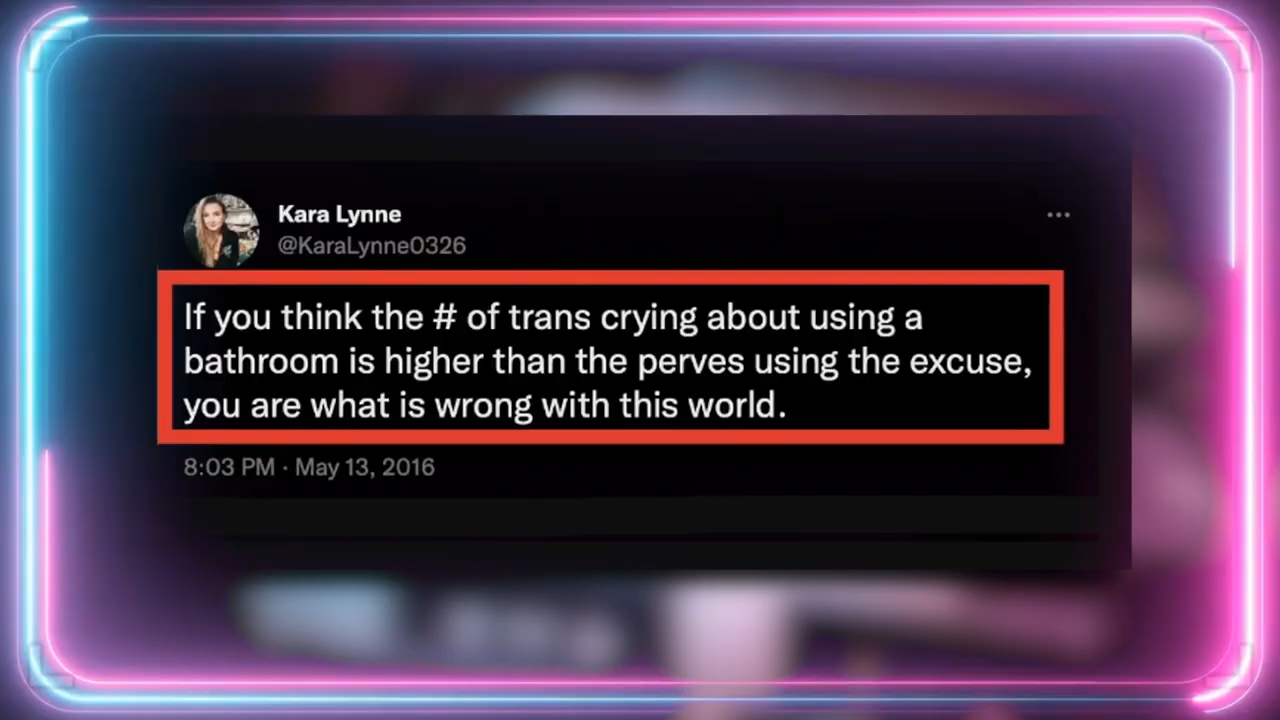 Kara Lynne
@KaraLynne0326
If you think the # of trans crying about using a
bathroom is higher than the perves using the excuse,
you are what is wrong with this world.
8:03 PM · May 13, 2016